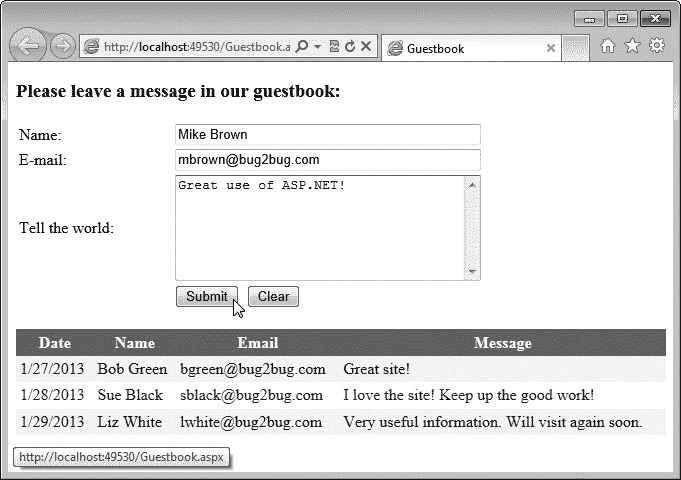 http://localhost:49530/Guestbook.a
Guestbook
Please leave a message in our guestbook:
Name: Mike Brown
E-mail: mbrown@bug2bug.com
Tell the world: Great use of ASP.NET!
Submit Clear
Date Name Email Message
1/27/2013 Bob Green bgreen@bug2bug.com Great site!
1/28/2013 Sue Black sblack@bug2bug.com I love the site! Keep up the good work!
1/29/2013 Liz White lwhite@bug2bug.com Very useful information. Will visit again soon.
http://localhost:49530/Guestbook.aspx